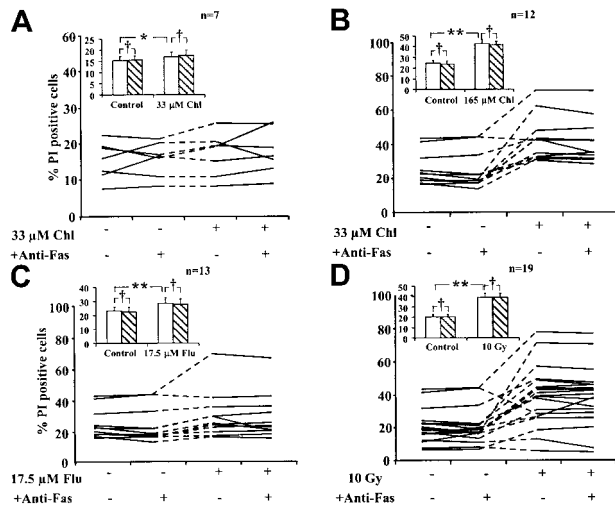 A n=7
% PI positive cells
60
50
40
30
20
10
0
25
20
15
10
5
0
* † †
Control 33 µM Chl
33 µM Chl - - + +
+Anti-Fas - + - +
B n=12
100
80
60
40
20
0
50
40
30
20
10
0
** † †
Control 165 µM Chl
33 µM Chl - - + +
+Anti-Fas - + - +
C n=13
% PI positive cells
100
80
60
40
20
0
40
30
20
10
0
** † †
Control 17.5 µM Flu
17.5 µM Flu - - + +
+Anti-Fas - + - +
D n=19
100
80
60
40
20
0
50
40
30
20
10
0
** † †
Control 10 Gy
10 Gy - - + +
+Anti-Fas - + - +